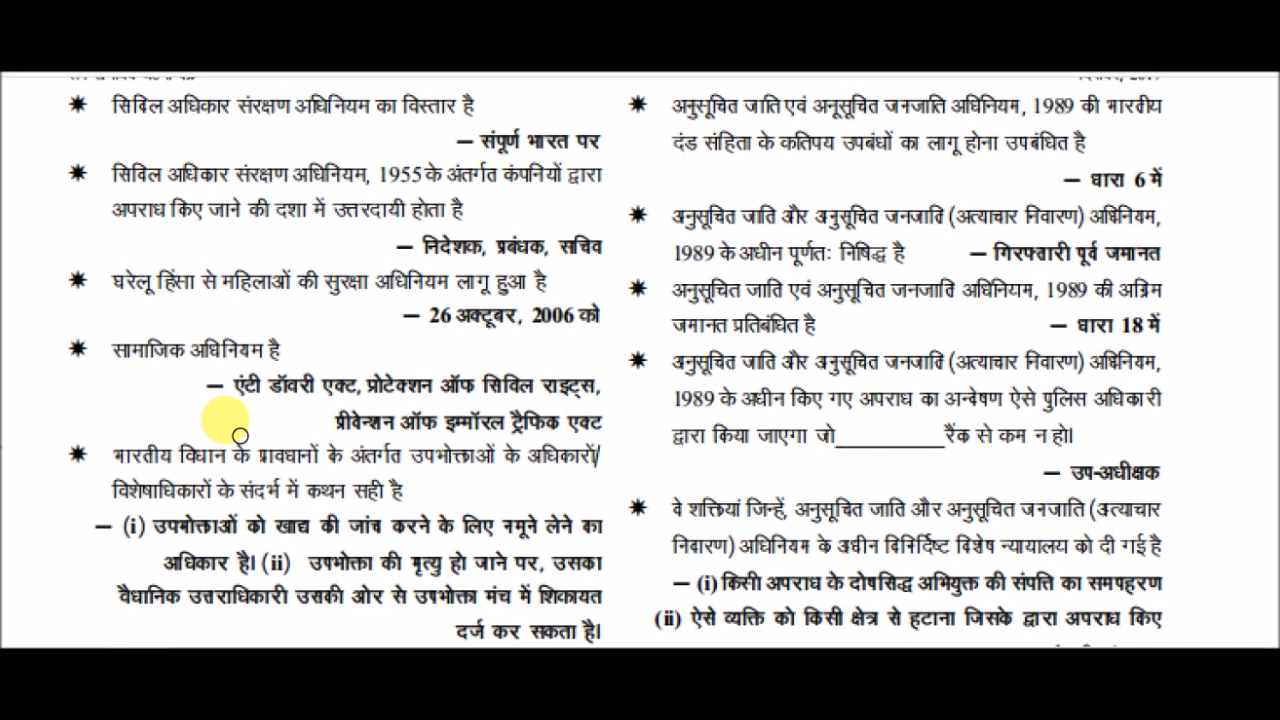 ✷ सिविल अधिकार संरक्षण अधिनियम का विस्तार है
— संपूर्ण भारत पर
✷ सिविल अधिकार संरक्षण अधिनियम, 1955 के अंतर्गत कंपनियों द्वारा
अपराध किए जाने की दशा में उत्तरदायी होता है
— निदेशक, प्रबंधक, सचिव
✷ घरेलू हिंसा से महिलाओं की सुरक्षा अधिनियम लागू हुआ है
— 26 अक्टूबर, 2006 को
✷ सामाजिक अधिनियम है
— एंटी डॉवरी एक्ट, प्रोटेक्शन ऑफ सिविल राइट्स,
प्रीवेन्शन ऑफ इम्मॉरल ट्रैफिक एक्ट
✷ भारतीय विधान के प्रावधानों के अंतर्गत उपभोक्ताओं के अधिकारों/
विशेषाधिकारों के संदर्भ में कथन सही है
— (i) उपभोक्ताओं को खाद्य की जांच करने के लिए नमूने लेने का
अधिकार है। (ii) उपभोक्ता की मृत्यु हो जाने पर, उसका
वैधानिक उत्तराधिकारी उसकी ओर से उपभोक्ता मंच में शिकायत
दर्ज कर सकता है।
✷ अनुसूचित जाति एवं अनूसूचित जनजाति अधिनियम, 1989 की भारतीय
दंड संहिता के कतिपय उपबंधों का लागू होना उपबंधित है
— धारा 6 में
✷ अनुसूचित जाति और अनुसूचित जनजाति (अत्याचार निवारण) अधिनियम,
1989 के अधीन पूर्णतः निषिद्ध है — गिरफ्तारी पूर्व जमानत
✷ अनुसूचित जाति एवं अनुसूचित जनजाति अधिनियम, 1989 की अग्रिम
जमानत प्रतिबंधित है — धारा 18 में
✷ अनुसूचित जाति और अनुसूचित जनजाति (अत्याचार निवारण) अधिनियम,
1989 के अधीन किए गए अपराध का अन्वेषण ऐसे पुलिस अधिकारी
द्वारा किया जाएगा जो__________रैंक से कम न हो।
— उप-अधीक्षक
✷ वे शक्तियां जिन्हें, अनुसूचित जाति और अनुसूचित जनजाति (अत्याचार
निवारण) अधिनियम के अधीन विनिर्दिष्ट विशेष न्यायालय को दी गई है
— (i) किसी अपराध के दोषसिद्ध अभियुक्त की संपत्ति का समपहरण
(ii) ऐसे व्यक्ति को किसी क्षेत्र से हटाना जिसके द्वारा अपराध किए